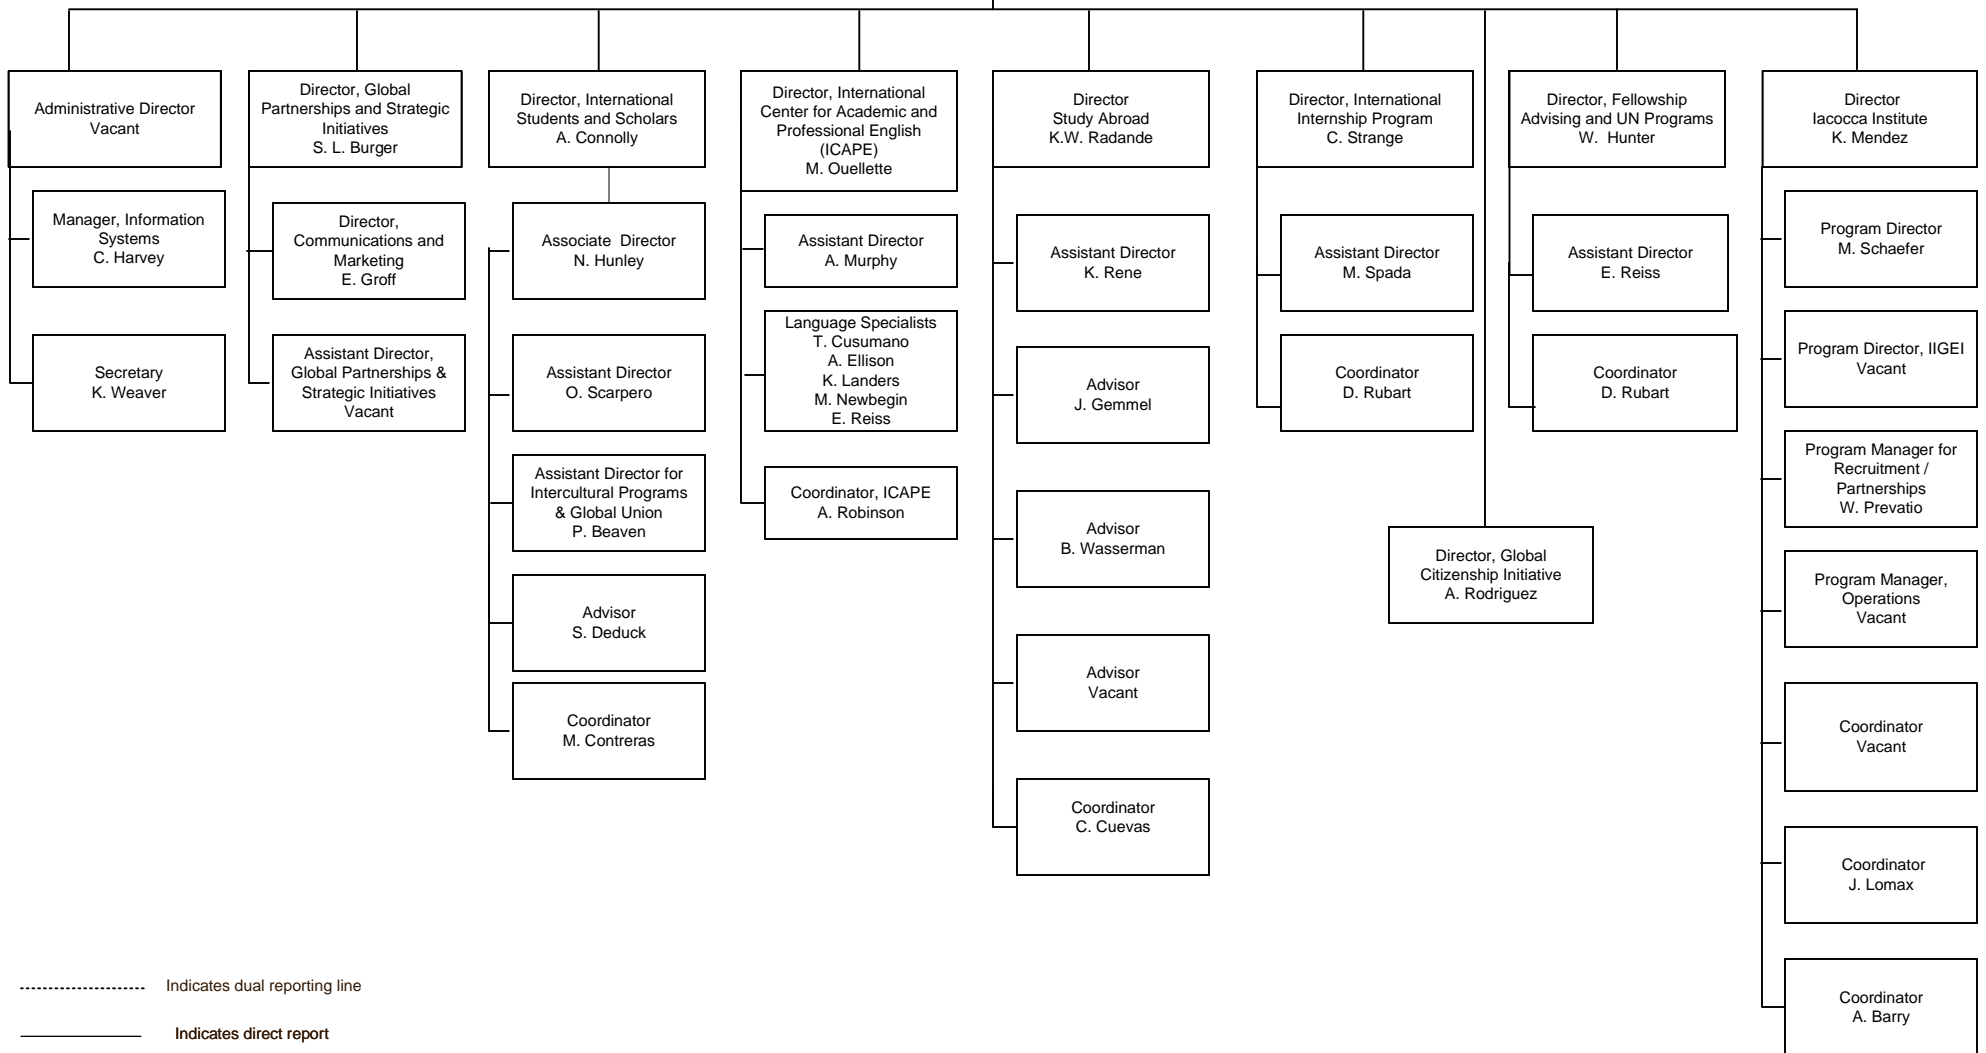 Administrative Director
Vacant
Manager, Information
Systems
C. Harvey
Secretary
K. Weaver
Director, Global
Partnerships and Strategic
Initiatives
S. L. Burger
Director,
Communications and
Marketing
E. Groff
Assistant Director,
Global Partnerships &
Strategic Initiatives
Vacant
Director, International
Students and Scholars
A. Connolly
Associate Director
N. Hunley
Assistant Director
O. Scarpero
Assistant Director for
Intercultural Programs
& Global Union
P. Beaven
Advisor
S. Deduck
Coordinator
M. Contreras
Director, International
Center for Academic and
Professional English
(ICAPE)
M. Ouellette
Assistant Director
A. Murphy
Language Specialists
T. Cusumano
A. Ellison
K. Landers
M. Newbegin
E. Reiss
Coordinator, ICAPE
A. Robinson
Director
Study Abroad
K.W. Radande
Assistant Director
K. Rene
Advisor
J. Gemmel
Advisor
B. Wasserman
Advisor
Vacant
Coordinator
C. Cuevas
Director, International
Internship Program
C. Strange
Assistant Director
M. Spada
Coordinator
D. Rubart
Director, Global
Citizenship Initiative
A. Rodriguez
Director, Fellowship
Advising and UN Programs
W. Hunter
Assistant Director
E. Reiss
Coordinator
D. Rubart
Director
Iacocca Institute
K. Mendez
Program Director
M. Schaefer
Program Director, IIGEI
Vacant
Program Manager for
Recruitment /
Partnerships
W. Prevatio
Program Manager,
Operations
Vacant
Coordinator
Vacant
Coordinator
J. Lomax
Coordinator
A. Barry
Indicates dual reporting line
Indicates direct report